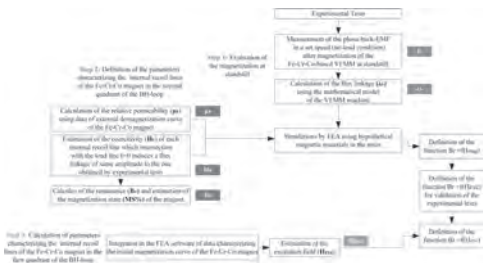 Experimental Tests
Measurement of the phase back-EMF
at a set speed (no-load condition)
after magnetization of the
Fe-Cr-Co-based VFMM at standstill
Step 1: Evaluation of
the magnetization at
standstill
Calculation of the flux linkage
using the mathematical model
of the VFMM machine
Step 2: Definition of the parameters
characterizing the internal recoil lines
of the Fe-Cr-Co magnet in the second
quadrant of the BH-loop
Calculation of the relative permeability (μr)
using data of external demagnetization curve
of the Fe-Cr-Co magnet
Estimation of the coercivity (Hc) of each
internal recoil line which intersection
with the load line induces a flux
linkage of same amplitude to the one
obtained by experimental tests
Calculus of the remanence (Br) and estimation of
the magnetization state (MS%) of the magnet.
Simulations by FEA using hypothetical
magnetic materials in the rotor
Definition of the
function
Definition of the
function
for validation of the
experimental tests
Definition of the
function
Step 3: Calculation of parameters
characterizing the internal recoil
lines of the Fe-Cr-Co magnet in the
first quadrant of the BH-loop
Integration in the FEA software of data characterizing
the initial magnetization curve of the Fe-Cr-Co magnet
Estimation of the
excitation field